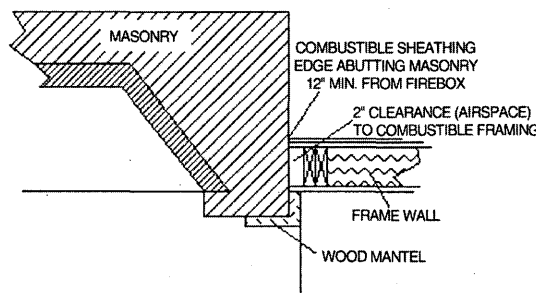 MASONRY
COMBUSTIBLE SHEATHING
EDGE ABUTTING MASONRY
12" MIN. FROM FIREBOX
2" CLEARANCE (AIRSPACE)
TO COMBUSTIBLE FRAMING
FRAME WALL
WOOD MANTEL